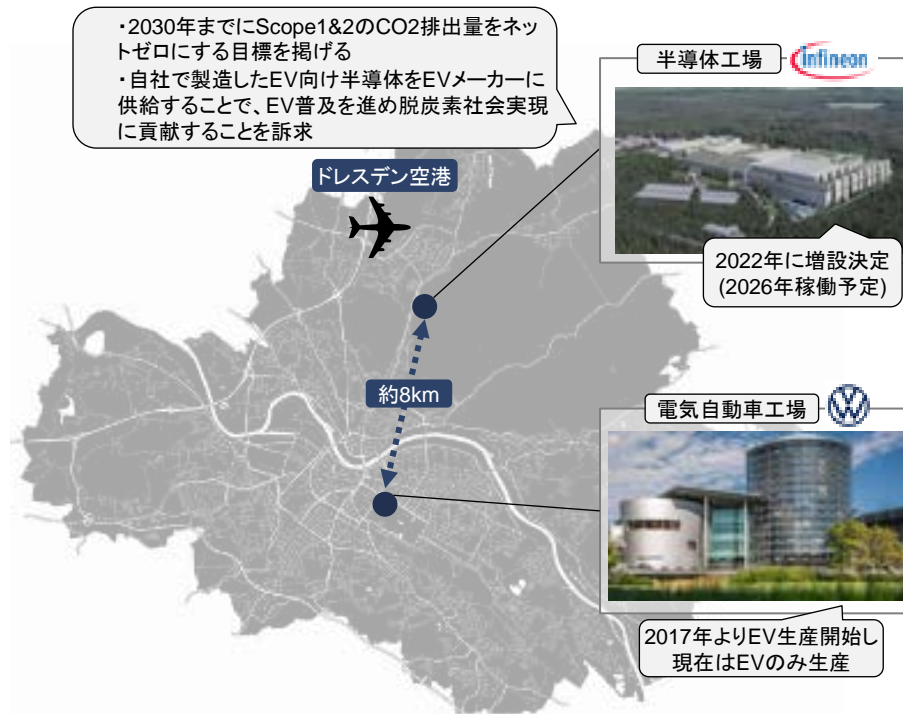 ・2030年までにScope1&2のCO2排出量をネッ
トゼロにする目標を掲げる
・自社で製造したEV向け半導体をEVメーカーに
供給することで、EV普及を進め脱炭素社会実現
に貢献することを訴求
半導体工場
infineon
ドレスデン空港
2022年に増設決定
(2026年稼働予定)
約8km
電気自動車工場
VW
2017年よりEV生産開始し
現在はEVのみ生産